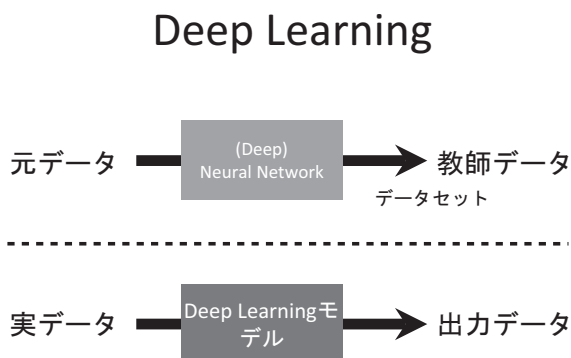 Deep Learning
元データ
(Deep)
Neural Network
教師データ
データセット
実データ
Deep Learningモ
デル
出力データ